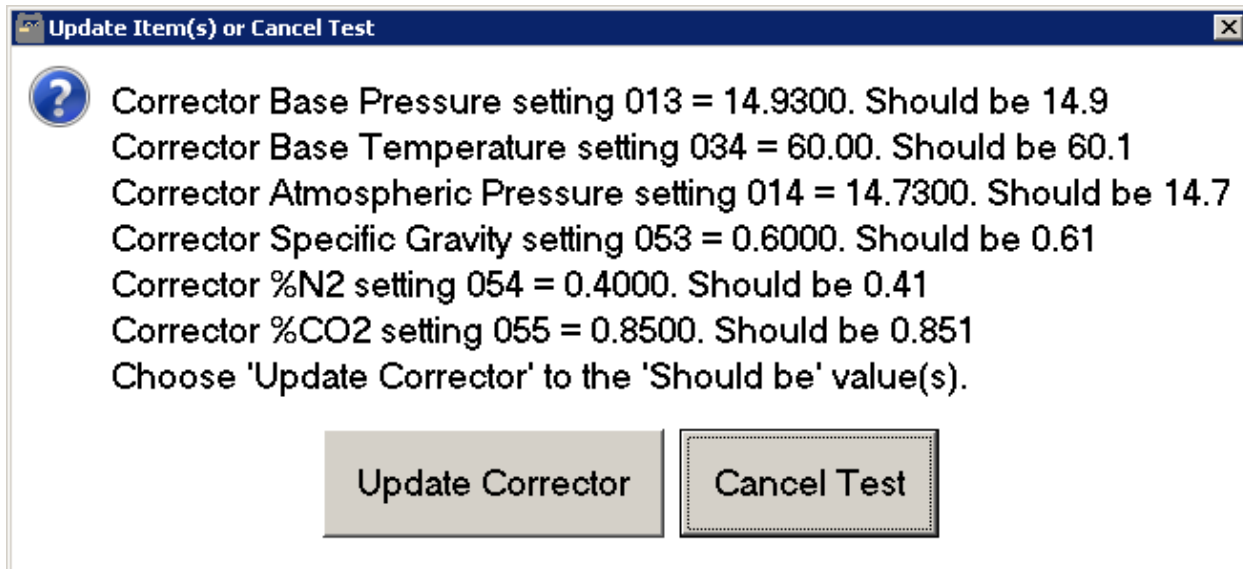 Update Item(s) or Cancel Test
Corrector Base Pressure setting 013 = 14.9300. Should be 14.9
Corrector Base Temperature setting 034 = 60.00. Should be 60.1
Corrector Atmospheric Pressure setting 014 = 14.7300. Should be 14.7
Corrector Specific Gravity setting 053 = 0.6000. Should be 0.61
Corrector %N2 setting 054 = 0.4000. Should be 0.41
Corrector %CO2 setting 055 = 0.8500. Should be 0.851
Choose 'Update Corrector' to the 'Should be' value(s).
Update Corrector
Cancel Test